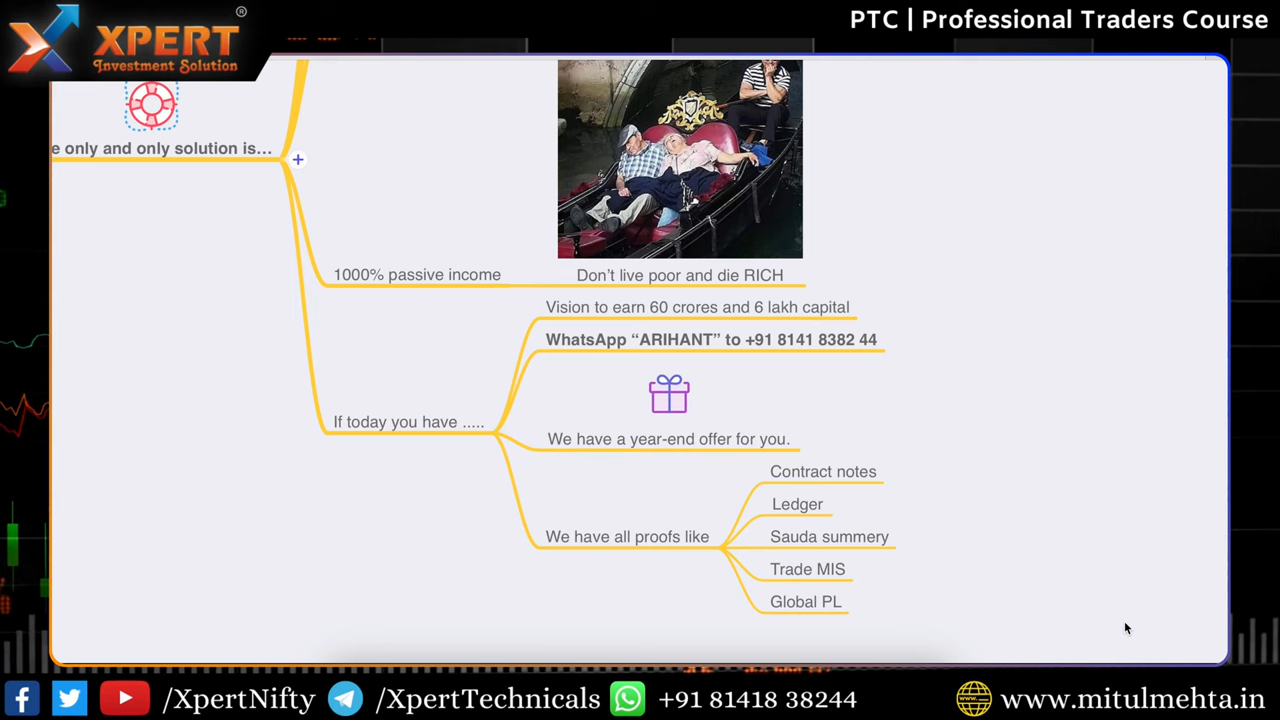 XPERT
®
Investment Solution
PTC | Professional Traders Course
e only and only solution is...
1000% passive income
Don't live poor and die RICH
If today you have .....
Vision to earn 60 crores and 6 lakh capital
WhatsApp “ARIHANT” to +91 8141 8382 44
We have a year-end offer for you.
We have all proofs like
Contract notes
Ledger
Sauda summery
Trade MIS
Global PL
/XpertNifty
/XpertTechnicals
+91 81418 38244
www.mitulmehta.in